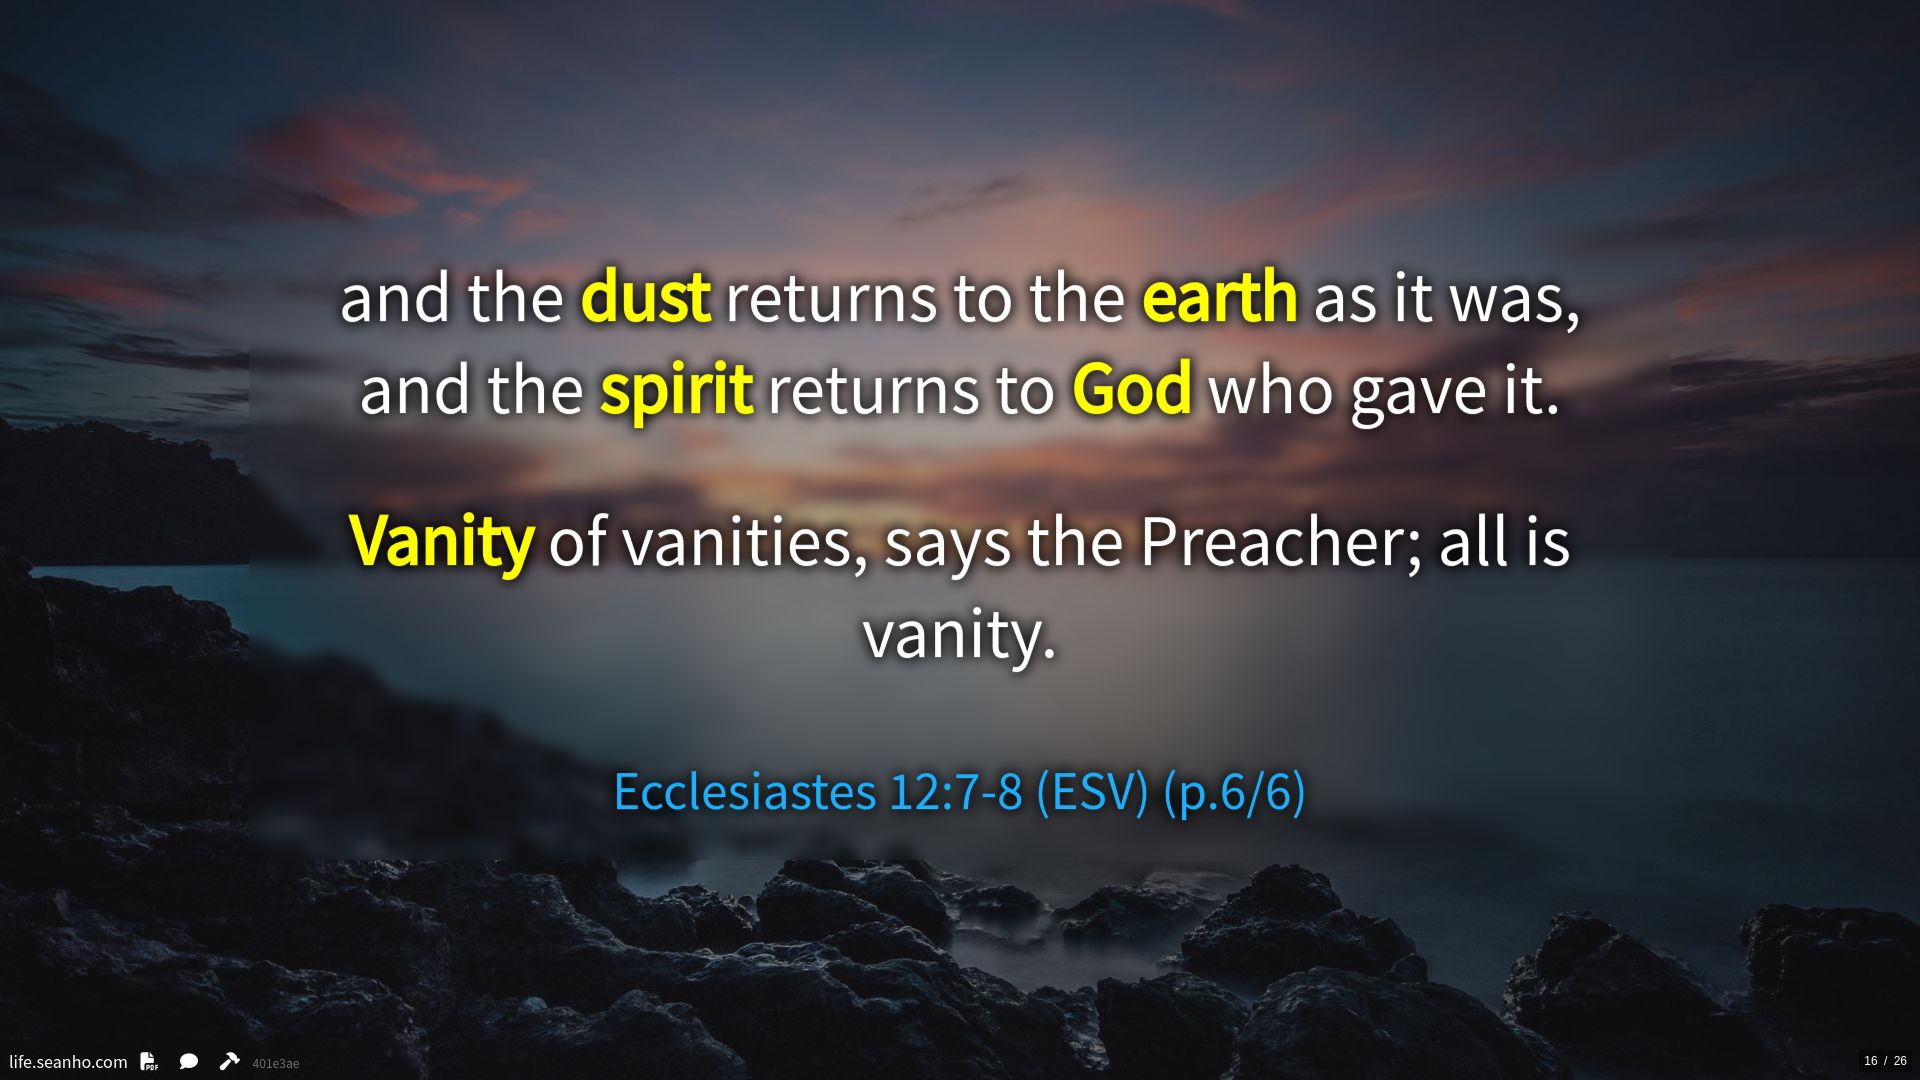 and the dust returns to the earth as it was,
and the spirit returns to God who gave it.
Vanity of vanities, says the Preacher; all is
vanity.
Ecclesiastes 12:7-8 (ESV) (p.6/6)
life.seanho.com PDF 401e3ae
16 / 26